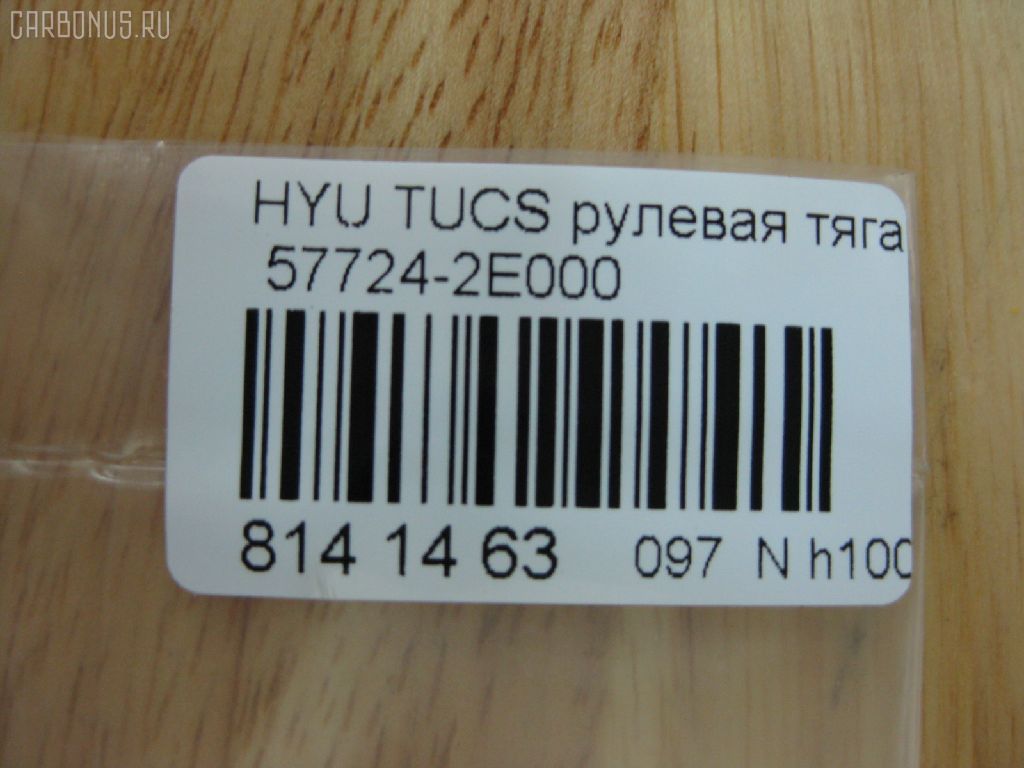 CARBONUS.RU
HYU TUCS рулевая тяга
57724-2E000
814 14 63 097 N h100